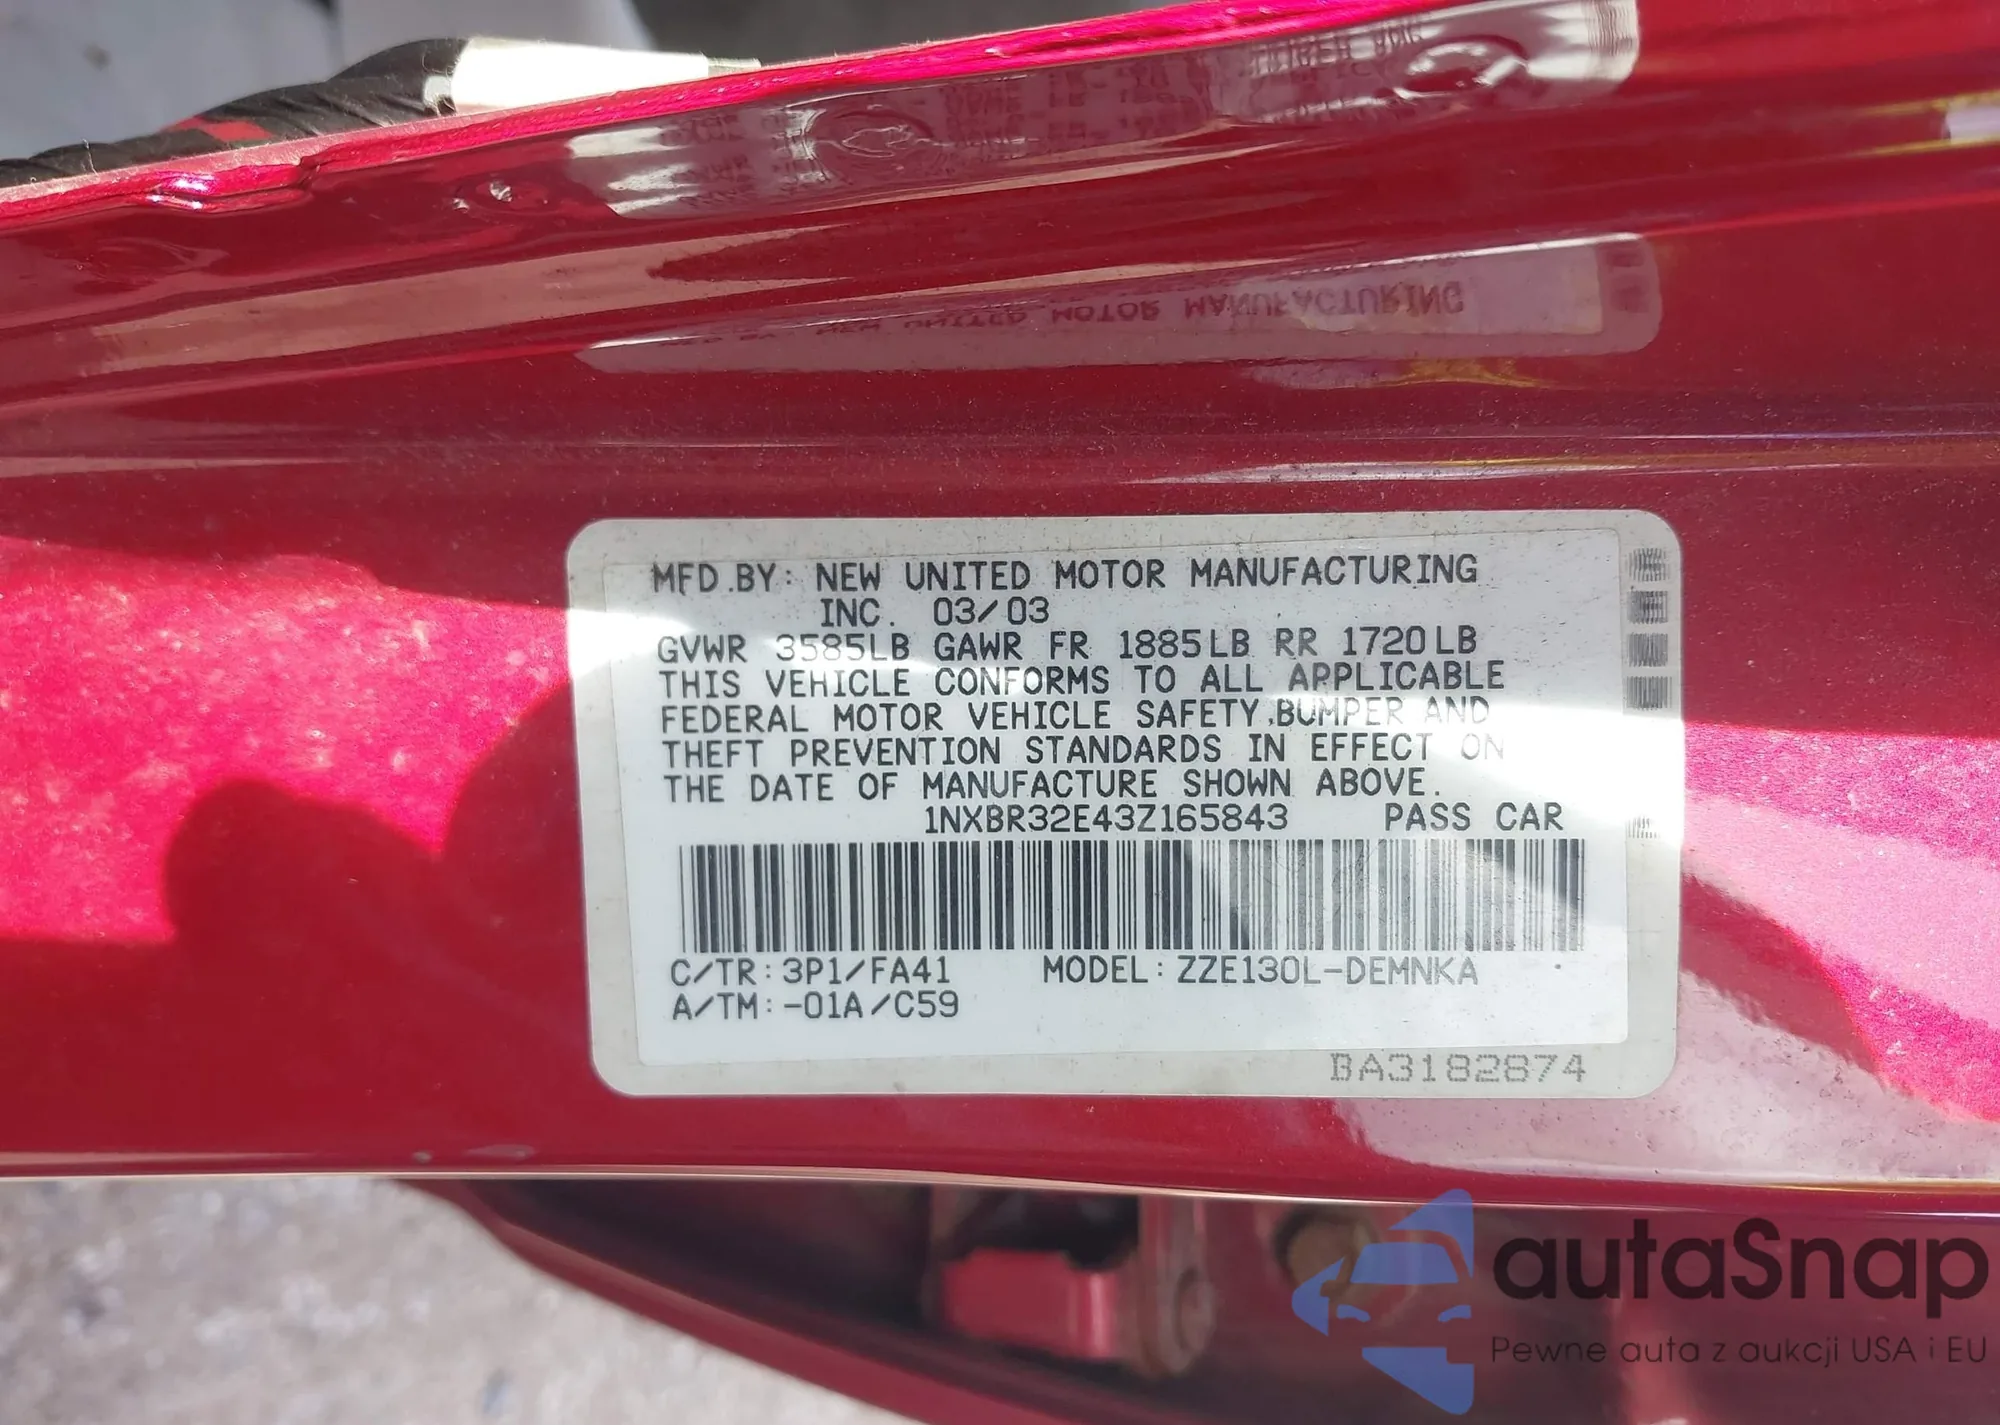 MFD.BY: NEW UNITED MOTOR MANUFACTURING
INC. 03/03
GVWR 3585LB GAWR FR 1885LB RR 1720LB
THIS VEHICLE CONFORMS TO ALL APPLICABLE
FEDERAL MOTOR VEHICLE SAFETY,BUMPER AND
THEFT PREVENTION STANDARDS IN EFFECT ON
THE DATE OF MANUFACTURE SHOWN ABOVE.
1NXBR32E43Z165843 PASS CAR
C/TR:3P1/FA41 MODEL:ZZE130L-DEMNKA
A/TM:-01A/C59
BA3182874
autaSnap
Pewne auta z aukcji USA i EU